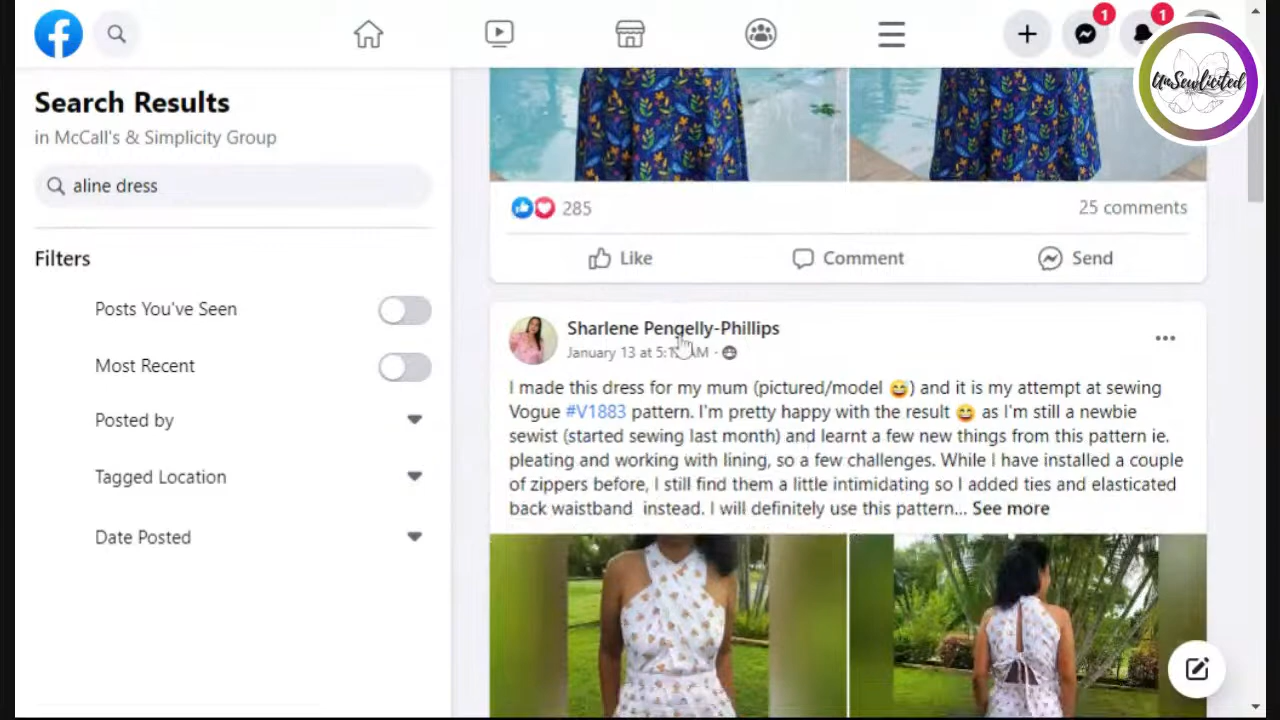 1
1
UnSewlicited
Search Results
in McCall's & Simplicity Group
aline dress
Filters
Posts You've Seen
Most Recent
Posted by
Tagged Location
Date Posted
285
25 comments
Like
Comment
Send
Sharlene Pengelly-Phillips
January 13 at
I made this dress for my mum (pictured/model 😄) and it is my attempt at sewing
Vogue #V1883 pattern. I'm pretty happy with the result 😄 as I'm still a newbie
sewist (started sewing last month) and learnt a few new things from this pattern ie.
pleating and working with lining, so a few challenges. While I have installed a couple
of zippers before, I still find them a little intimidating so I added ties and elasticated
back waistband instead. I will definitely use this pattern... See more